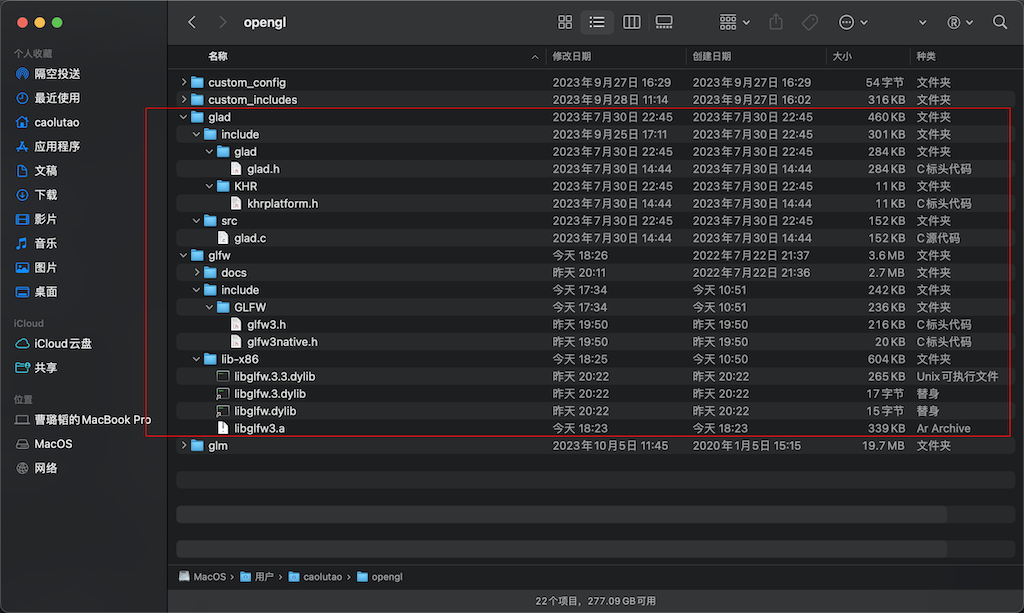 opengl
个人收藏
隔空投送
最近使用
caolutao
应用程序
文稿
下载
影片
音乐
图片
桌面
iCloud
iCloud云盘
共享
位置
曹璐韬的MacBook Pro
MacOS
网络
名称 修改日期 创建日期 大小 种类
custom_config 2023年9月27日 16:29 2023年9月27日 16:29 54字节 文件夹
custom_includes 2023年9月28日 11:14 2023年9月27日 16:02 316 KB 文件夹
glad 2023年7月30日 22:45 2023年7月30日 22:45 460 KB 文件夹
include 2023年9月25日 17:11 2023年7月30日 22:45 301 KB 文件夹
glad 2023年7月30日 22:45 2023年7月30日 22:45 284 KB 文件夹
glad.h 2023年7月30日 14:44 2023年7月30日 14:44 284 KB C标头代码
KHR 2023年7月30日 22:45 2023年7月30日 22:45 11 KB 文件夹
khrplatform.h 2023年7月30日 14:44 2023年7月30日 14:44 11 KB C标头代码
src 2023年7月30日 22:45 2023年7月30日 22:45 152 KB 文件夹
glad.c 2023年7月30日 14:44 2023年7月30日 14:44 152 KB C源代码
glfw 今天 18:26 2022年7月22日 21:37 3.6 MB 文件夹
docs 昨天 20:11 2022年7月22日 21:36 2.7 MB 文件夹
include 今天 17:34 今天 10:51 242 KB 文件夹
GLFW 今天 17:34 今天 10:51 236 KB 文件夹
glfw3.h 昨天 19:50 昨天 19:50 216 KB C标头代码
glfw3native.h 昨天 19:50 昨天 19:50 20 KB C标头代码
lib-x86 今天 18:25 今天 10:50 604 KB 文件夹
libglfw.3.3.dylib 昨天 20:22 昨天 20:22 265 KB Unix可执行文件
libglfw.3.dylib 昨天 20:22 昨天 20:22 17字节 替身
libglfw.dylib 昨天 20:22 昨天 20:22 15字节 替身
libglfw3.a 今天 18:23 今天 18:23 339 KB Ar Archive
glm 2023年10月5日 11:45 2020年1月5日 15:15 19.7 MB 文件夹
MacOS › 用户 › caolutao › opengl
22个项目，277.09 GB可用